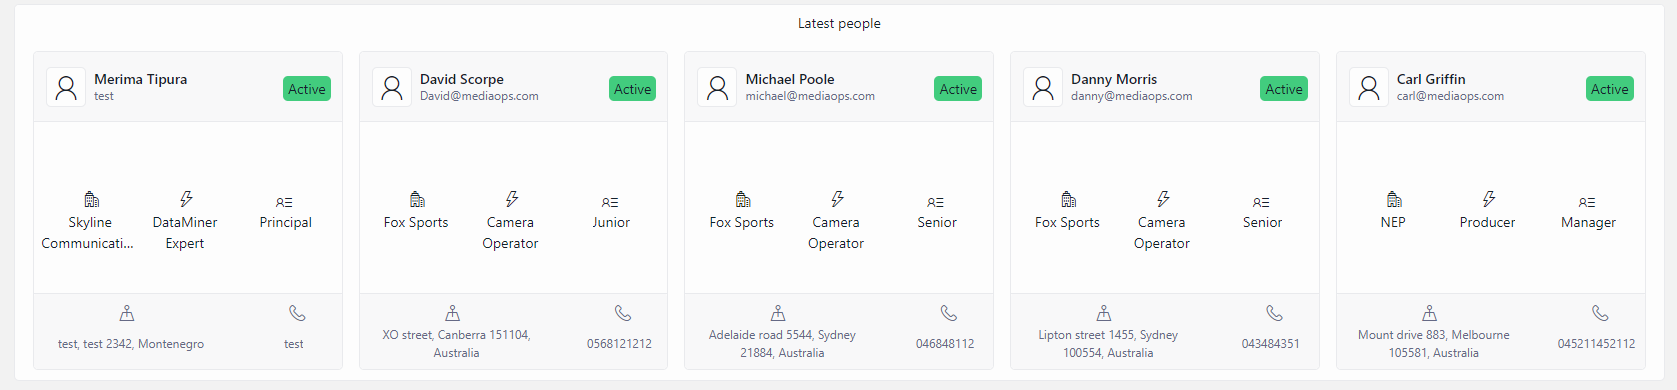 Latest people
Merima Tipura
test
Active
Skyline
Communicati...
DataMiner
Expert
Principal
test, test 2342, Montenegro
test
David Scorpe
David@mediaops.com
Active
Fox Sports
Camera
Operator
Junior
XO street, Canberra 151104,
Australia
0568121212
Michael Poole
michael@mediaops.com
Active
Fox Sports
Camera
Operator
Senior
Adelaide road 5544, Sydney
21884, Australia
046848112
Danny Morris
danny@mediaops.com
Active
Fox Sports
Camera
Operator
Senior
Lipton street 1455, Sydney
100554, Australia
043484351
Carl Griffin
carl@mediaops.com
Active
NEP
Producer
Manager
Mount drive 883, Melbourne
105581, Australia
045211452112